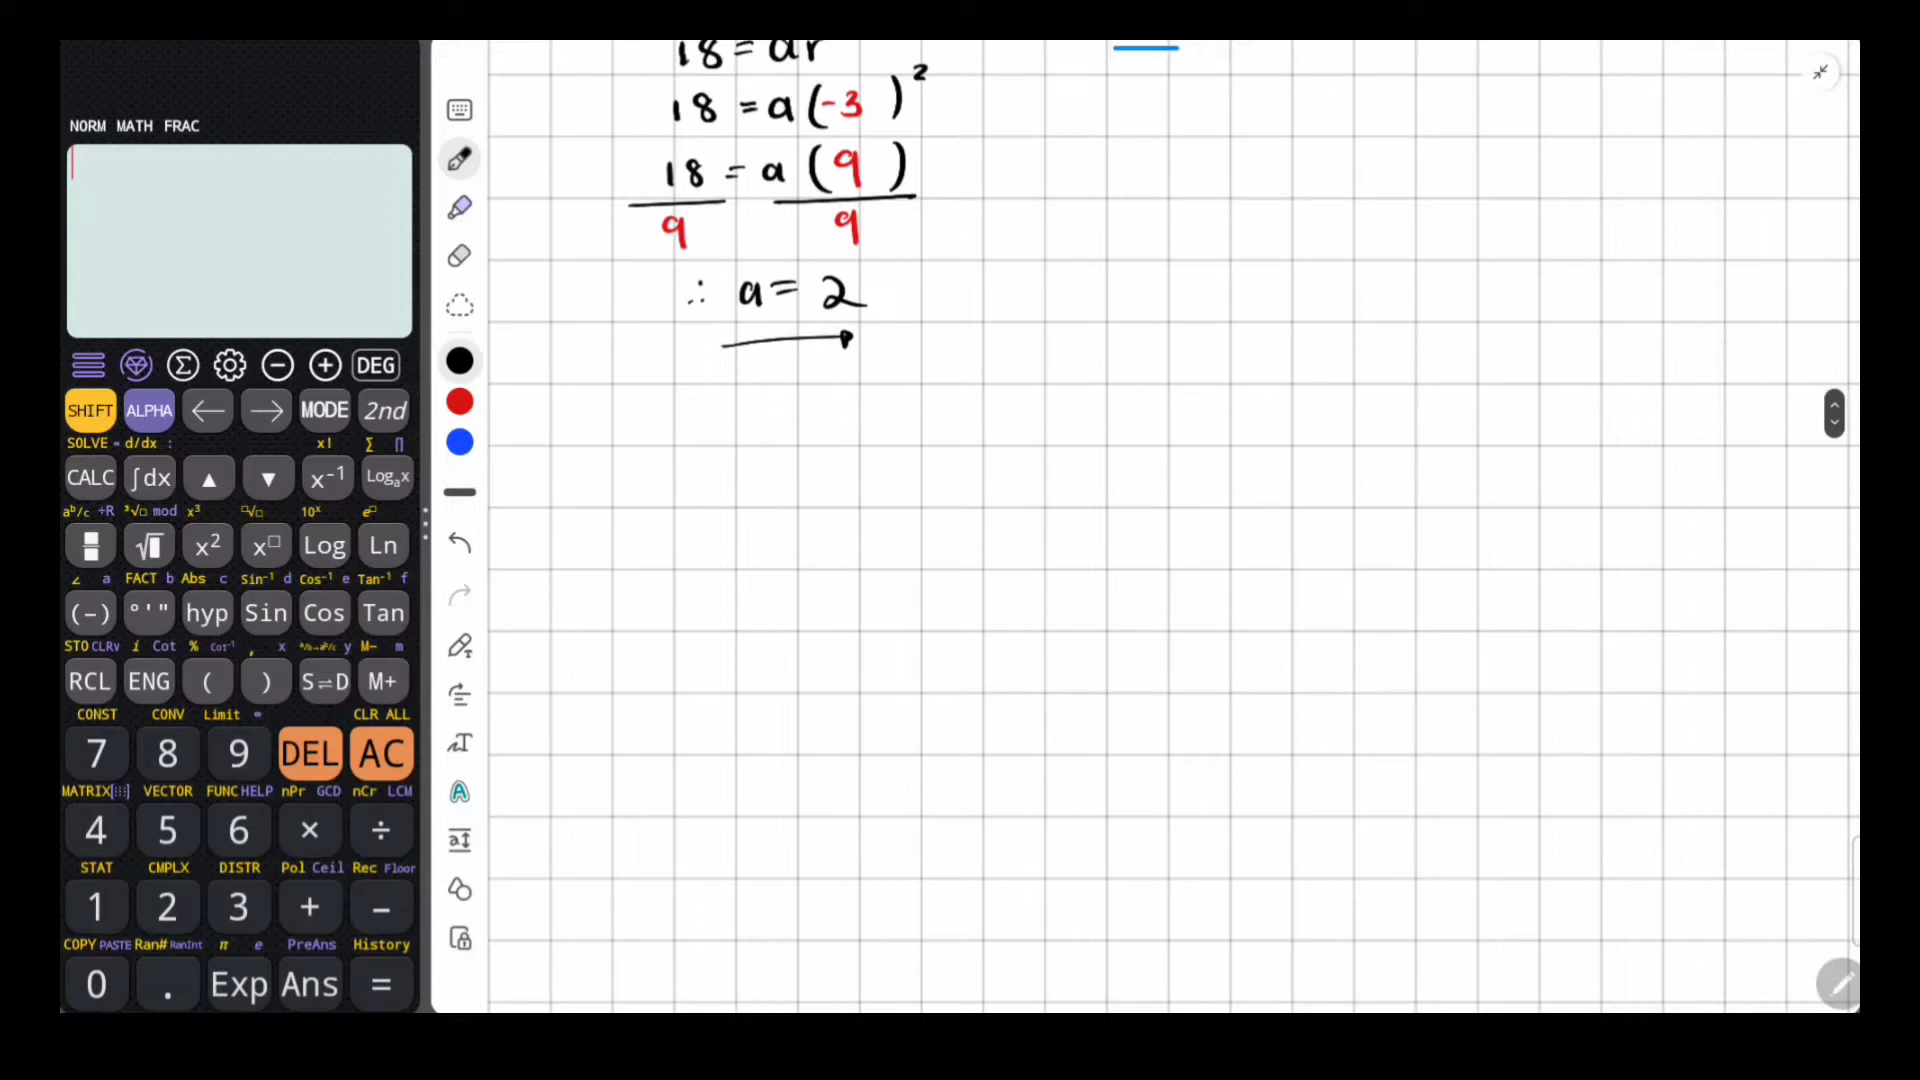 NORM MATH FRAC
DEG
SHIFT ALPHA ← → MODE 2nd
SOLVE = d/dx : x! ∑ ∏
CALC ∫dx ▲ ▼ x⁻¹ Logₐx
aᵇ/c ÷R ³√□ mod x³ □√□ 10ˣ e□
√ x² x□ Log Ln
∠ a FACT b Abs c Sin⁻¹ d Cos⁻¹ e Tan⁻¹ f
(−) °'" hyp Sin Cos Tan
STO CLRv i Cot % Cot⁻¹ , x y M− m
RCL ENG ( ) S⇌D M+
CONST CONV Limit ∞ CLR ALL
7 8 9 DEL AC
MATRIX[⁝⁝⁝] VECTOR FUNC HELP nPr GCD nCr LCM
4 5 6 × ÷
STAT CMPLX DISTR Pol Ceil Rec Floor
1 2 3 + −
COPY PASTE Ran# RanInt π e PreAns History
0 . Exp Ans =
18 = ar
18 = a(-3)²
18 = a(9)
9 9
∴ a = 2